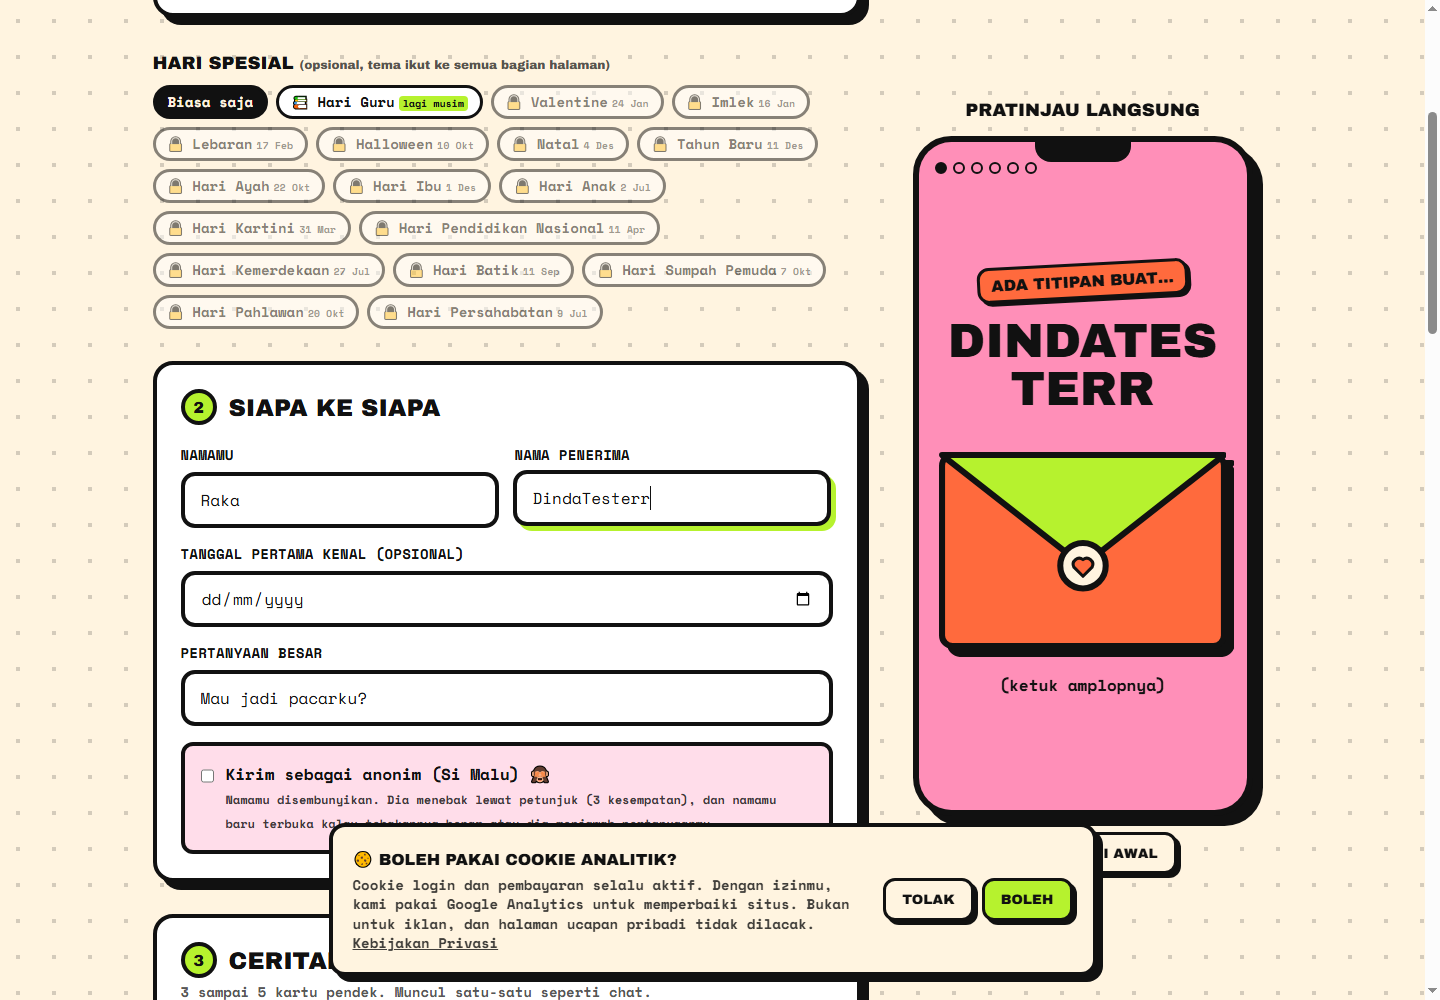 HARI SPESIAL (opsional, tema ikut ke semua bagian halaman)
Biasa saja
Hari Guru lagi musim
Valentine 24 Jan
Imlek 16 Jan
Lebaran 17 Feb
Halloween 10 Okt
Natal 4 Des
Tahun Baru 11 Des
Hari Ayah 22 Okt
Hari Ibu 1 Des
Hari Anak 2 Jul
Hari Kartini 31 Mar
Hari Pendidikan Nasional 11 Apr
Hari Kemerdekaan 27 Jul
Hari Batik 11 Sep
Hari Sumpah Pemuda 7 Okt
Hari Pahlawan 20 Okt
Hari Persahabatan 9 Jul
2 SIAPA KE SIAPA
NAMAMU
Raka
NAMA PENERIMA
DindaTesterr
TANGGAL PERTAMA KENAL (OPSIONAL)
dd/mm/yyyy
PERTANYAAN BESAR
Mau jadi pacarku?
Kirim sebagai anonim (Si Malu)
Namamu disembunyikan. Dia menebak lewat petunjuk (3 kesempatan), dan namamu
baru terbuka
3 CERITA
3 sampai 5 kartu pendek. Muncul satu-satu seperti chat.
PRATINJAU LANGSUNG
ADA TITIPAN BUAT...
DINDATES
TERR
(ketuk amplopnya)
I AWAL
BOLEH PAKAI COOKIE ANALITIK?
Cookie login dan pembayaran selalu aktif. Dengan izinmu,
kami pakai Google Analytics untuk memperbaiki situs. Bukan
untuk iklan, dan halaman ucapan pribadi tidak dilacak.
Kebijakan Privasi
TOLAK
BOLEH